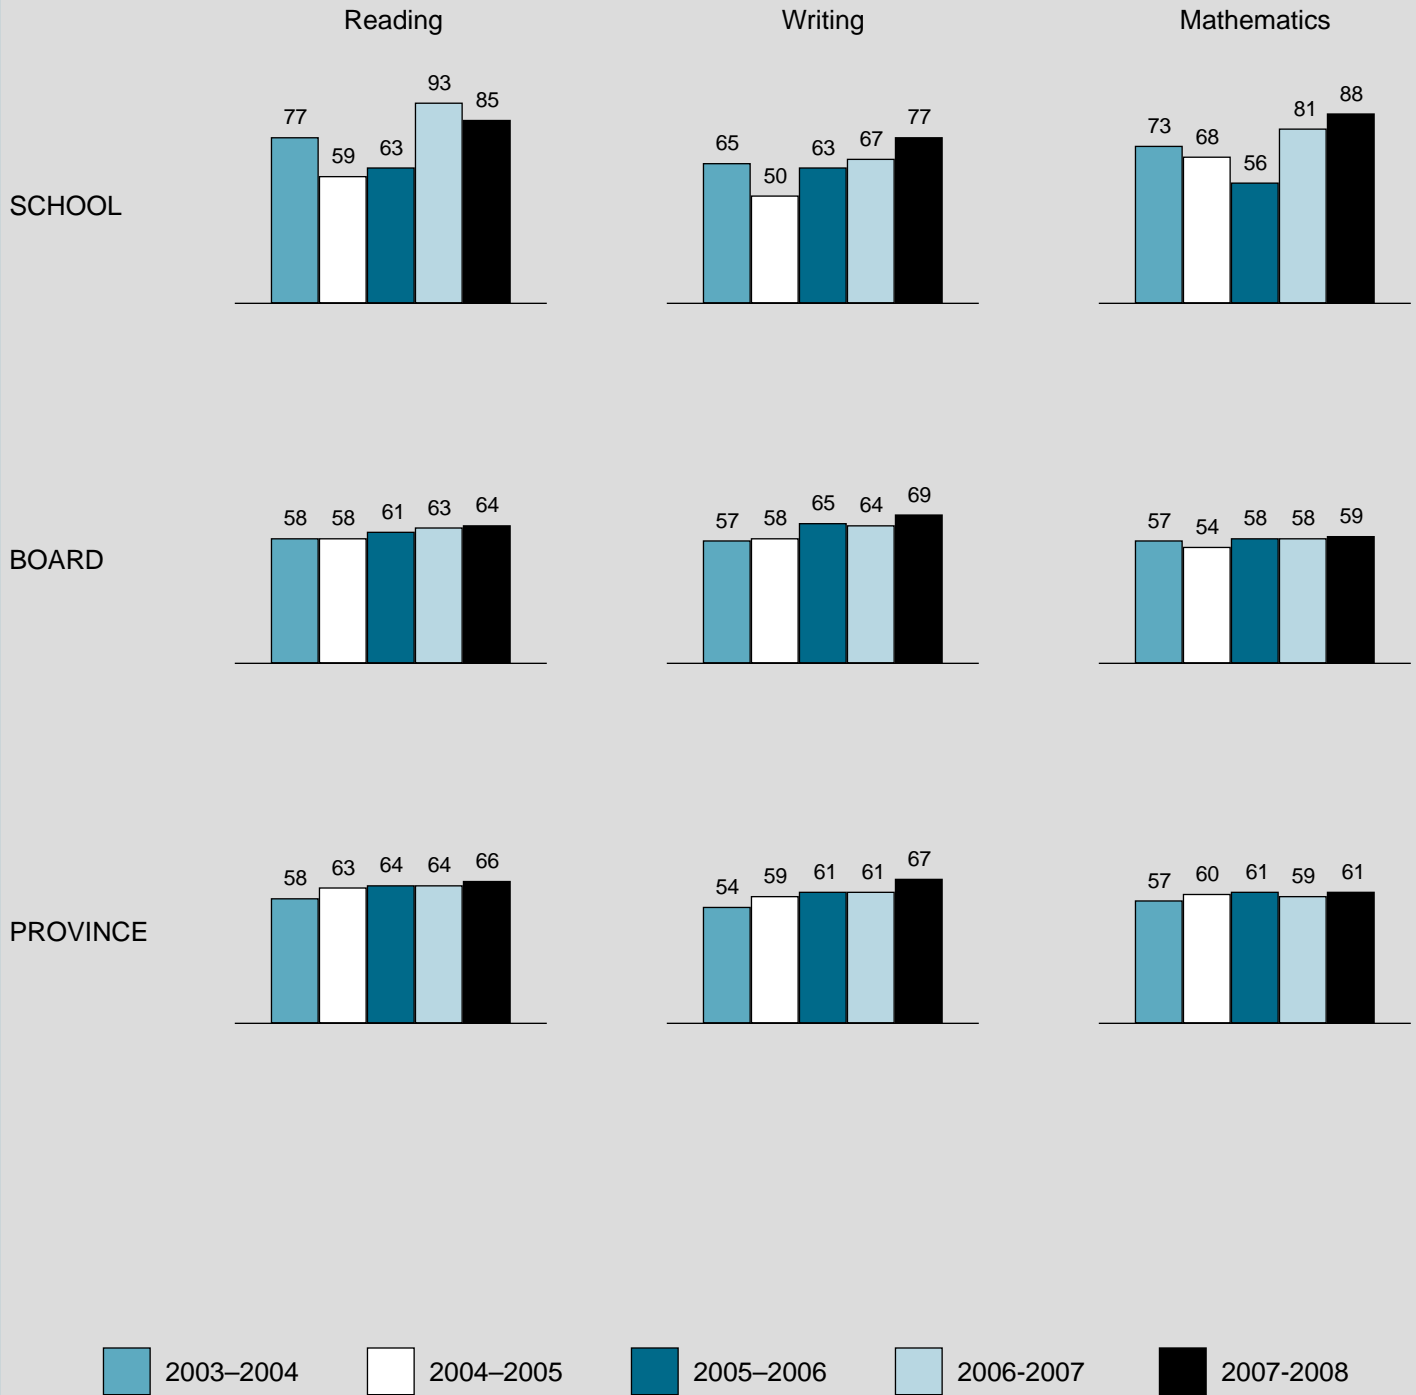 Reading Writing Mathematics
SCHOOL
77 59 63 93 85
65 50 63 67 77
73 68 56 81 88
BOARD
58 58 61 63 64
57 58 65 64 69
57 54 58 58 59
PROVINCE
58 63 64 64 66
54 59 61 61 67
57 60 61 59 61
2003–2004 2004–2005 2005–2006 2006-2007 2007-2008